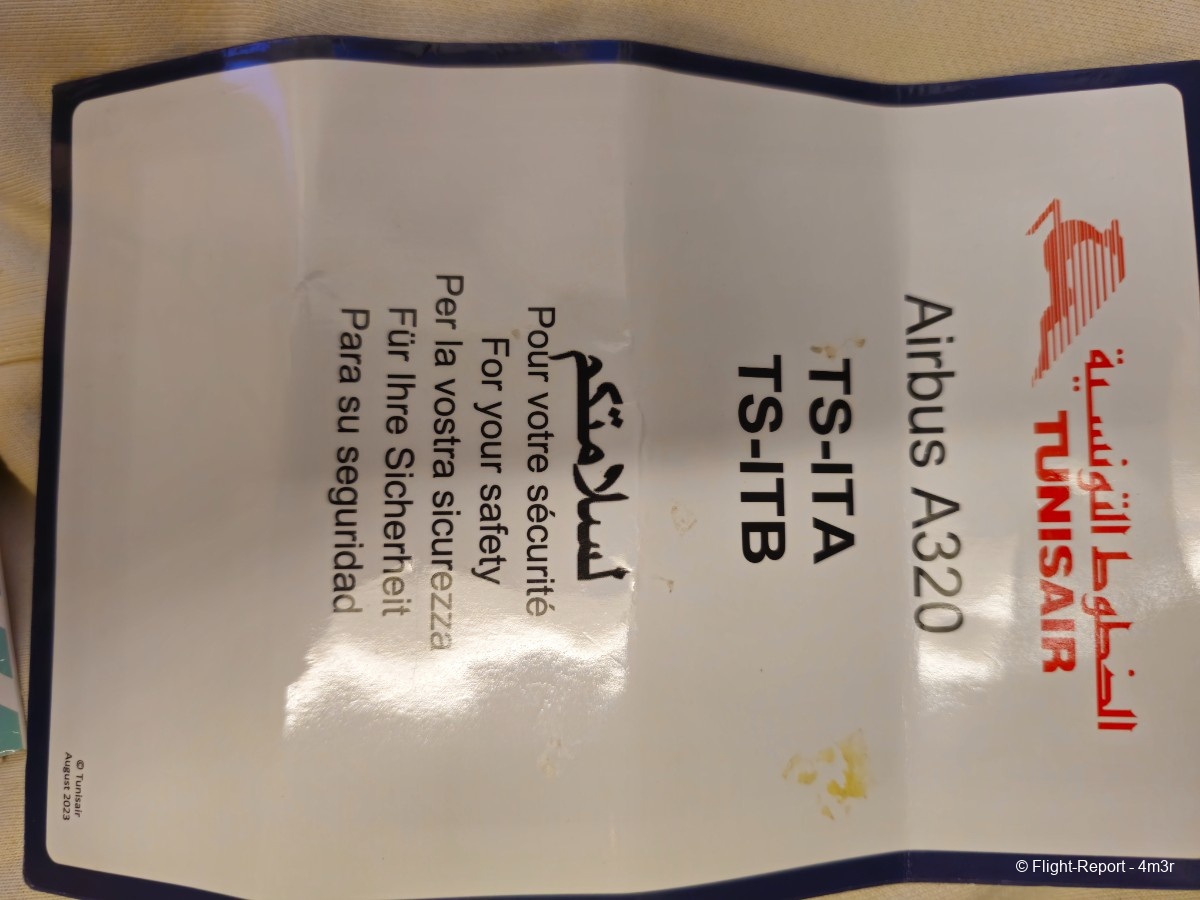 الخطوط التونسية
TUNISAIR
Airbus A320
TS-ITA
TS-ITB
لسلامتكم
Pour votre sécurité
For your safety
Per la vostra sicurezza
Für Ihre Sicherheit
Para su seguridad
© Tunisair
August 2023
© Flight-Report - 4m3r